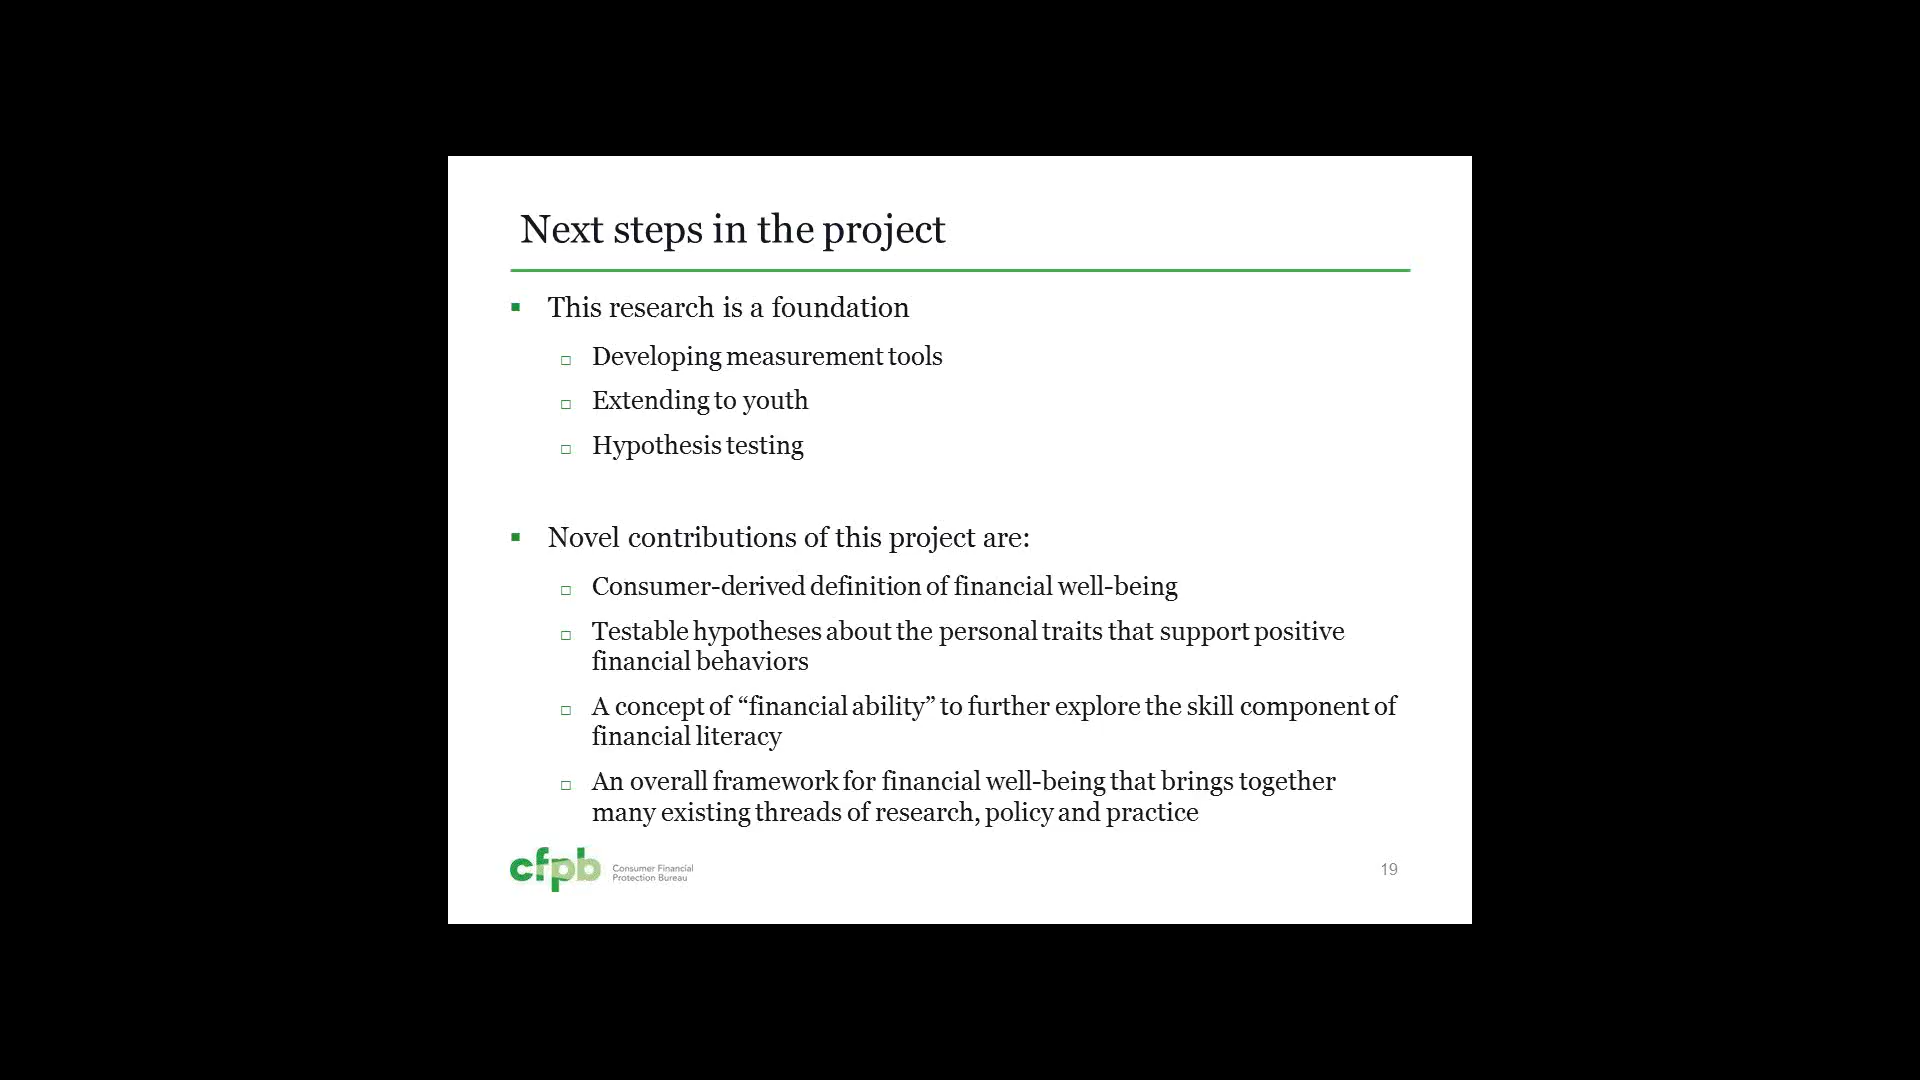 Next steps in the project
This research is a foundation
Developing measurement tools
Extending to youth
Hypothesis testing
Novel contributions of this project are:
Consumer-derived definition of financial well-being
Testable hypotheses about the personal traits that support positive
financial behaviors
A concept of “financial ability” to further explore the skill component of
financial literacy
An overall framework for financial well-being that brings together
many existing threads of research, policy and practice
cfpb
Consumer Financial
Protection Bureau
19